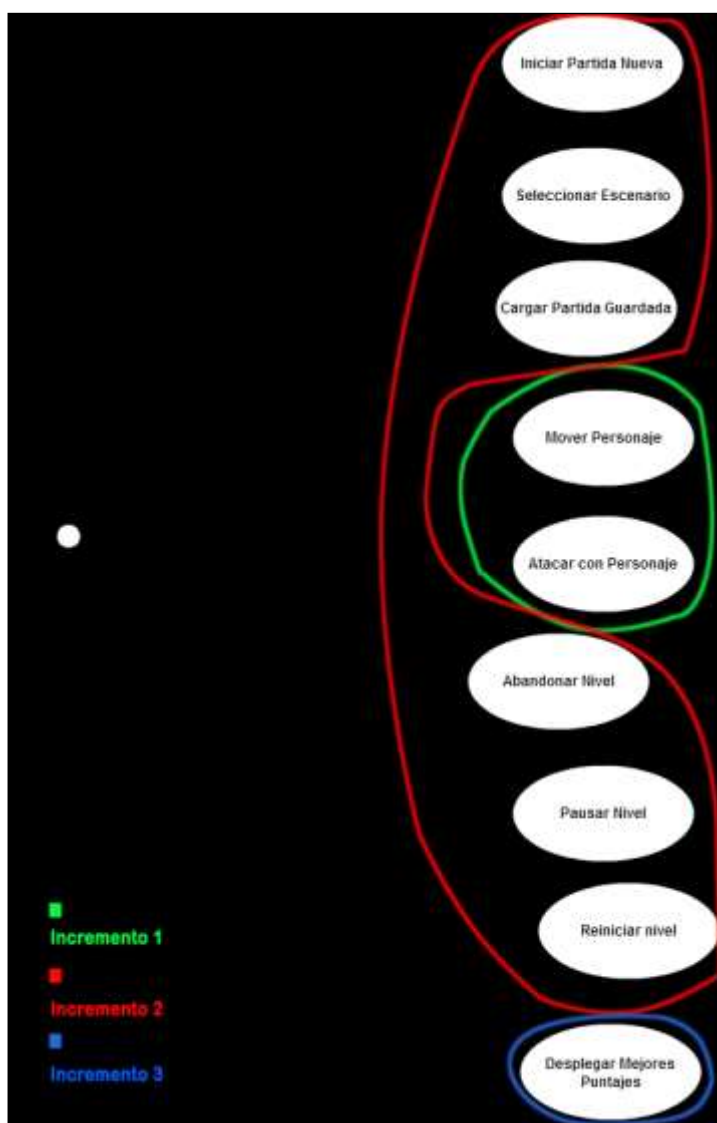 Iniciar Partida Nueva
Seleccionar Escenario
Cargar Partida Guardada
Mover Personaje
Atacar con Personaje
Abandonar Nivel
Pausar Nivel
Reiniciar nivel
Desplegar Mejores
Puntajes
Incremento 1
Incremento 2
Incremento 3